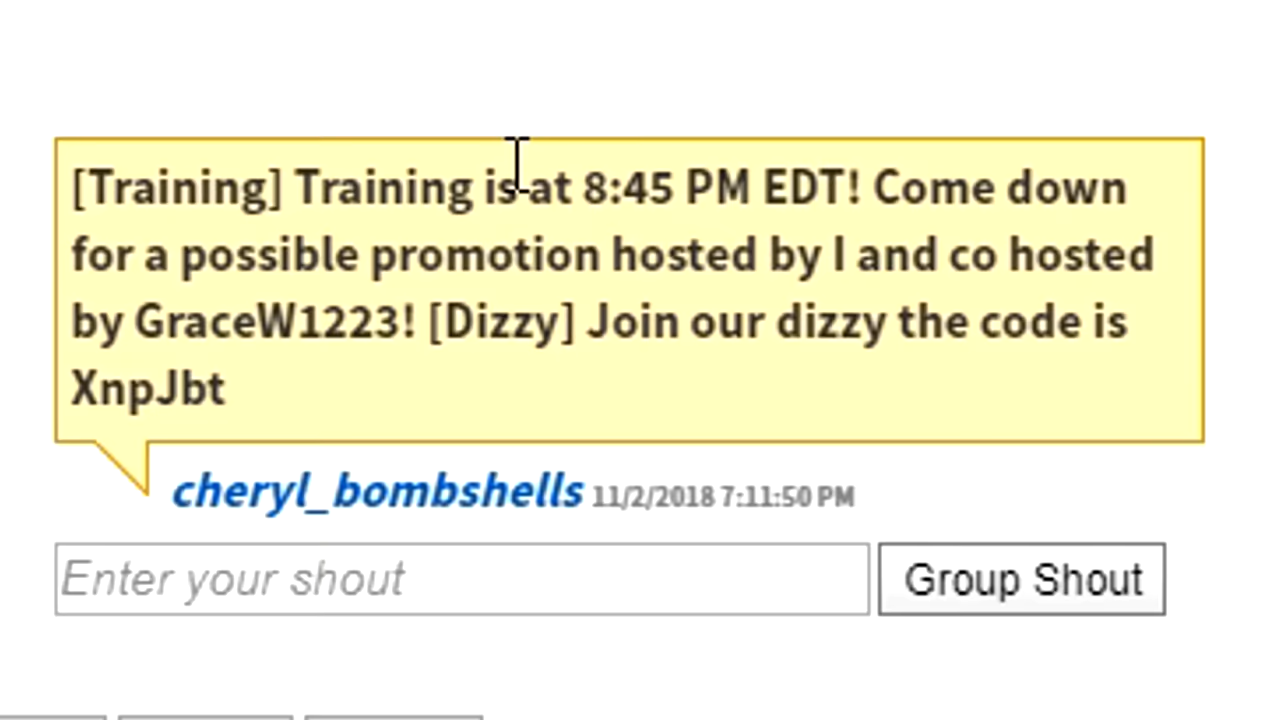 [Training] Training is at 8:45 PM EDT! Come down
for a possible promotion hosted by I and co hosted
by GraceW1223! [Dizzy] Join our dizzy the code is
XnpJbt
cheryl_bombshells 11/2/2018 7:11:50 PM
Enter your shout Group Shout